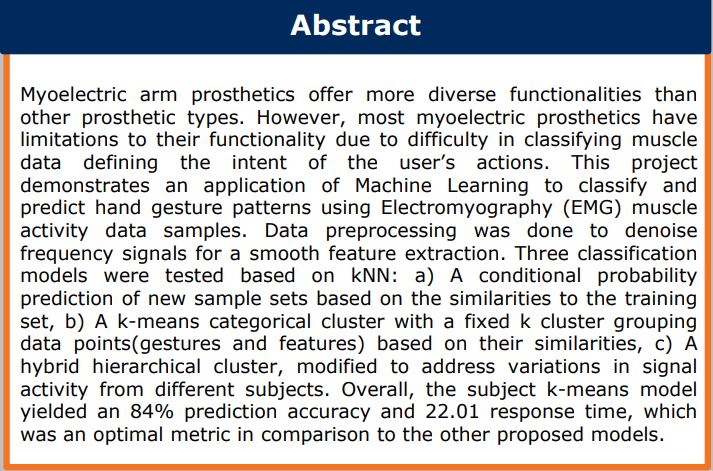 Abstract
Myoelectric arm prosthetics offer more diverse functionalities than
other prosthetic types. However, most myoelectric prosthetics have
limitations to their functionality due to difficulty in classifying muscle
data defining the intent of the user’s actions. This project
demonstrates an application of Machine Learning to classify and
predict hand gesture patterns using Electromyography (EMG) muscle
activity data samples. Data preprocessing was done to denoise
frequency signals for a smooth feature extraction. Three classification
models were tested based on kNN: a) A conditional probability
prediction of new sample sets based on the similarities to the training
set, b) A k-means categorical cluster with a fixed k cluster grouping
data points(gestures and features) based on their similarities, c) A
hybrid hierarchical cluster, modified to address variations in signal
activity from different subjects. Overall, the subject k-means model
yielded an 84% prediction accuracy and 22.01 response time, which
was an optimal metric in comparison to the other proposed models.